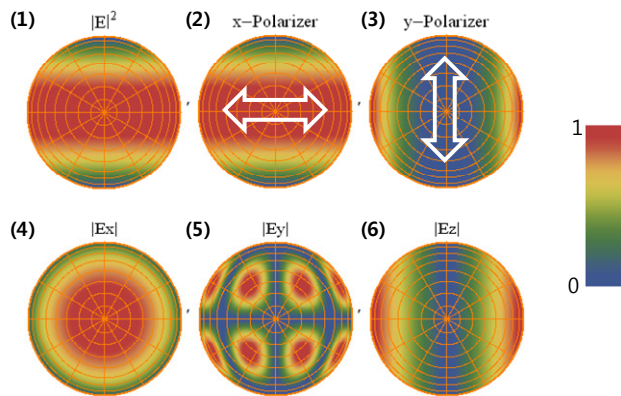 (1) |E|² (2) x-Polarizer (3) y-Polarizer
, ,
1
0
(4) |Ex| (5) |Ey| (6) |Ez|
, ,